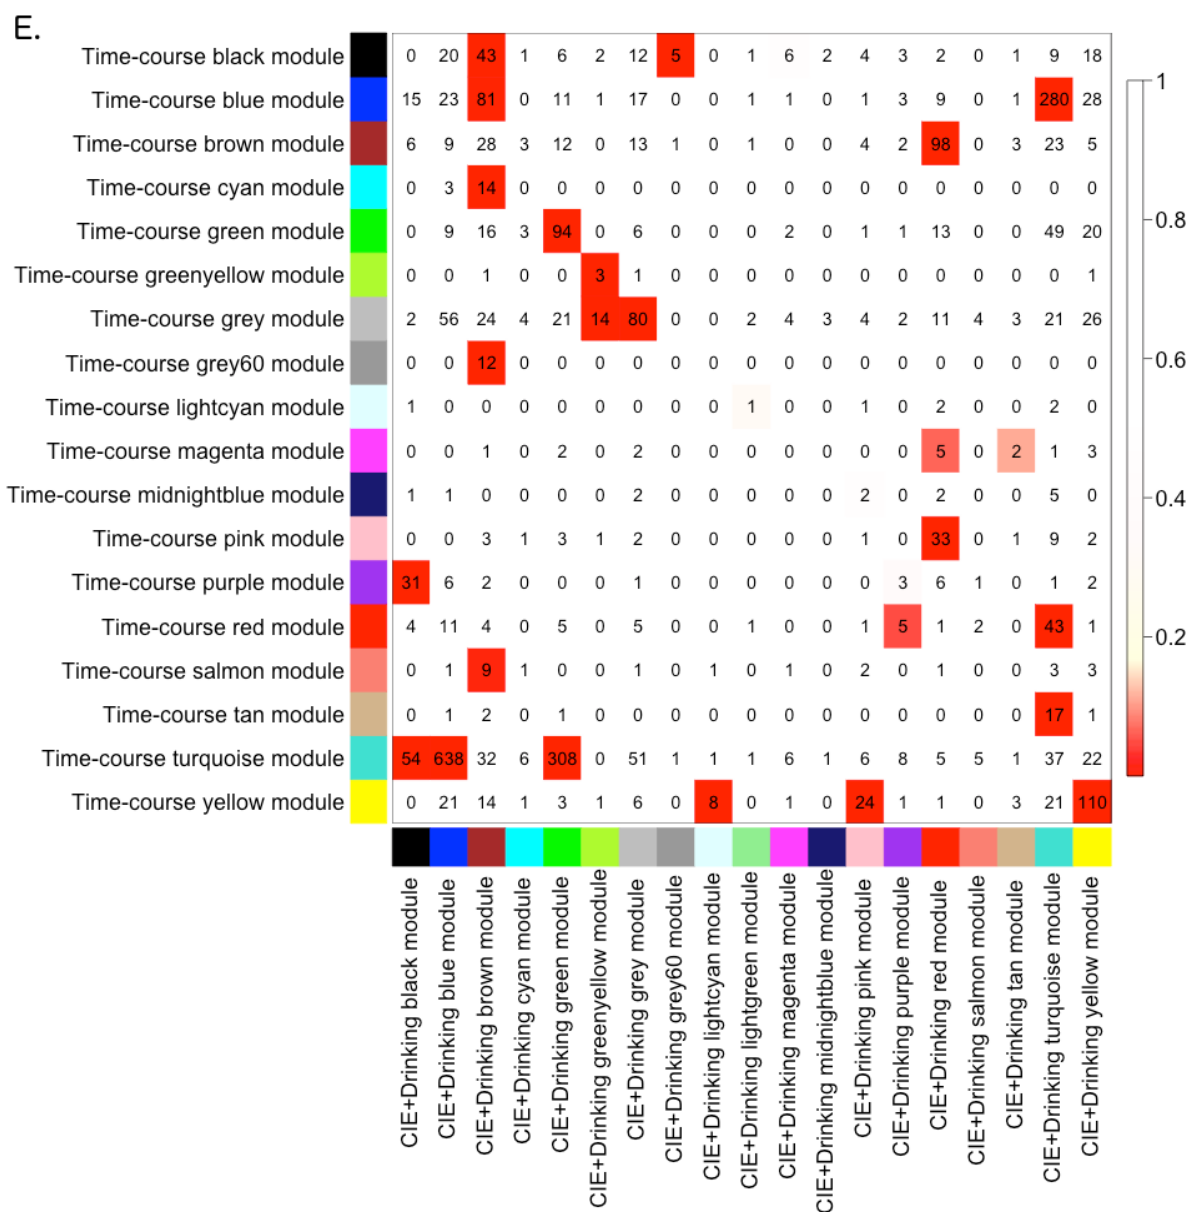 E.
Time-course black module 0 20 43 1 6 2 12 5 0 1 6 2 4 3 2 0 1 9 18
1
Time-course blue module 15 23 81 0 11 1 17 0 0 1 1 0 1 3 9 0 1 280 28
Time-course brown module 6 9 28 3 12 0 13 1 0 1 0 0 4 2 98 0 3 23 5
Time-course cyan module 0 3 14 0 0 0 0 0 0 0 0 0 0 0 0 0 0 0 0
0.8
Time-course green module 0 9 16 3 94 0 6 0 0 0 2 0 1 1 13 0 0 49 20
Time-course greenyellow module 0 0 1 0 0 3 1 0 0 0 0 0 0 0 0 0 0 0 1
Time-course grey module 2 56 24 4 21 14 80 0 0 2 4 3 4 2 11 4 3 21 26
0.6
Time-course grey60 module 0 0 12 0 0 0 0 0 0 0 0 0 0 0 0 0 0 0 0
Time-course lightcyan module 1 0 0 0 0 0 0 0 0 1 0 0 1 0 2 0 0 2 0
Time-course magenta module 0 0 1 0 2 0 2 0 0 0 0 0 0 0 5 0 2 1 3
Time-course midnightblue module 1 1 0 0 0 0 2 0 0 0 0 0 2 0 2 0 0 5 0
0.4
Time-course pink module 0 0 3 1 3 1 2 0 0 0 0 0 1 0 33 0 1 9 2
Time-course purple module 31 6 2 0 0 0 1 0 0 0 0 0 0 3 6 1 0 1 2
Time-course red module 4 11 4 0 5 0 5 0 0 1 0 0 1 5 1 2 0 43 1
0.2
Time-course salmon module 0 1 9 1 0 0 1 0 1 0 1 0 2 0 1 0 0 3 3
Time-course tan module 0 1 2 0 1 0 0 0 0 0 0 0 0 0 0 0 0 17 1
Time-course turquoise module 54 638 32 6 308 0 51 1 1 1 6 1 6 8 5 5 1 37 22
Time-course yellow module 0 21 14 1 3 1 6 0 8 0 1 0 24 1 1 0 3 21 110
CIE+Drinking black module
CIE+Drinking blue module
CIE+Drinking brown module
CIE+Drinking cyan module
CIE+Drinking green module
CIE+Drinking greenyellow module
CIE+Drinking grey module
CIE+Drinking grey60 module
CIE+Drinking lightcyan module
CIE+Drinking lightgreen module
CIE+Drinking magenta module
CIE+Drinking midnightblue module
CIE+Drinking pink module
CIE+Drinking purple module
CIE+Drinking red module
CIE+Drinking salmon module
CIE+Drinking tan module
CIE+Drinking turquoise module
CIE+Drinking yellow module